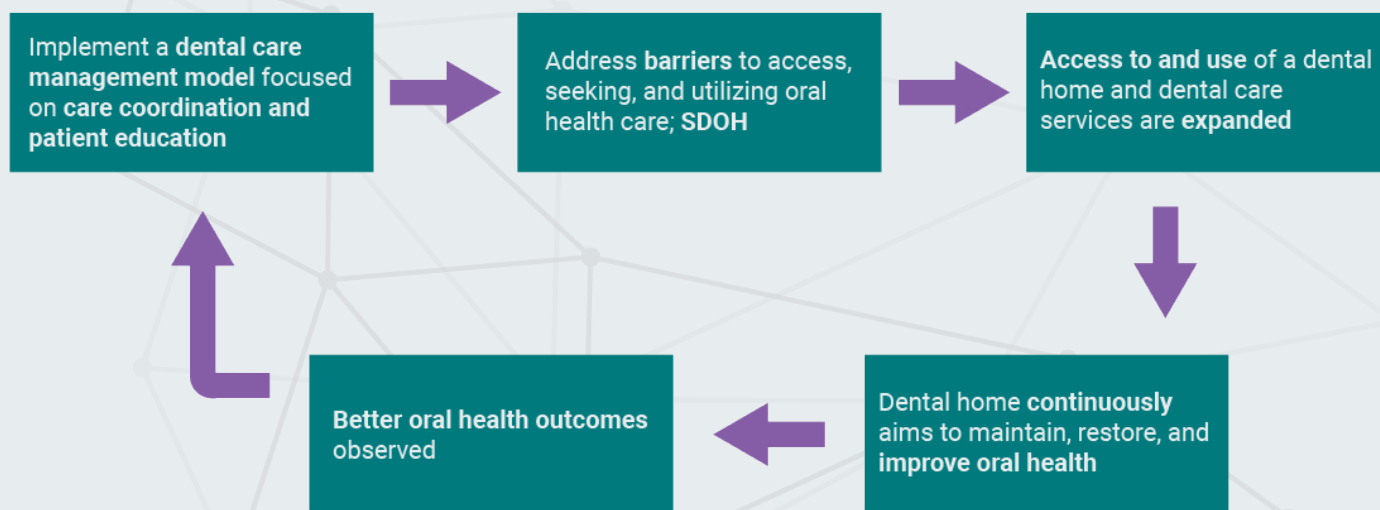 Implement a dental care
management model focused
on care coordination and
patient education
Address barriers to access,
seeking, and utilizing oral
health care; SDOH
Access to and use of a dental
home and dental care
services are expanded
Dental home continuously
aims to maintain, restore, and
improve oral health
Better oral health outcomes
observed